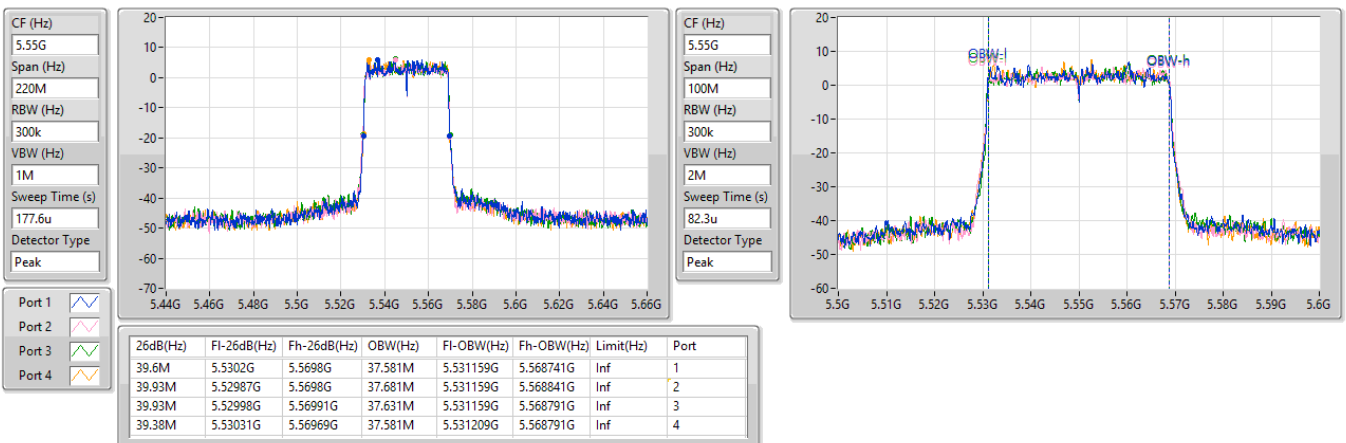 CF (Hz)
5.55G
Span (Hz)
220M
RBW (Hz)
300k
VBW (Hz)
1M
Sweep Time (s)
177.6u
Detector Type
Peak
20
10
0
-10
-20
-30
-40
-50
-60
-70
5.44G 5.46G 5.48G 5.5G 5.52G 5.54G 5.56G 5.58G 5.6G 5.62G 5.64G 5.66G
CF (Hz)
5.55G
Span (Hz)
100M
RBW (Hz)
300k
VBW (Hz)
2M
Sweep Time (s)
82.3u
Detector Type
Peak
20
10
0
-10
-20
-30
-40
-50
-60
OBW-l
OBW-h
5.5G 5.51G 5.52G 5.53G 5.54G 5.55G 5.56G 5.57G 5.58G 5.59G 5.6G
Port 1
Port 2
Port 3
Port 4
26dB(Hz) Fl-26dB(Hz) Fh-26dB(Hz) OBW(Hz) Fl-OBW(Hz) Fh-OBW(Hz) Limit(Hz) Port
39.6M 5.5302G 5.5698G 37.581M 5.531159G 5.568741G Inf 1
39.93M 5.52987G 5.5698G 37.681M 5.531159G 5.568841G Inf 2
39.93M 5.52998G 5.56991G 37.631M 5.531159G 5.568791G Inf 3
39.38M 5.53031G 5.56969G 37.581M 5.531209G 5.568791G Inf 4